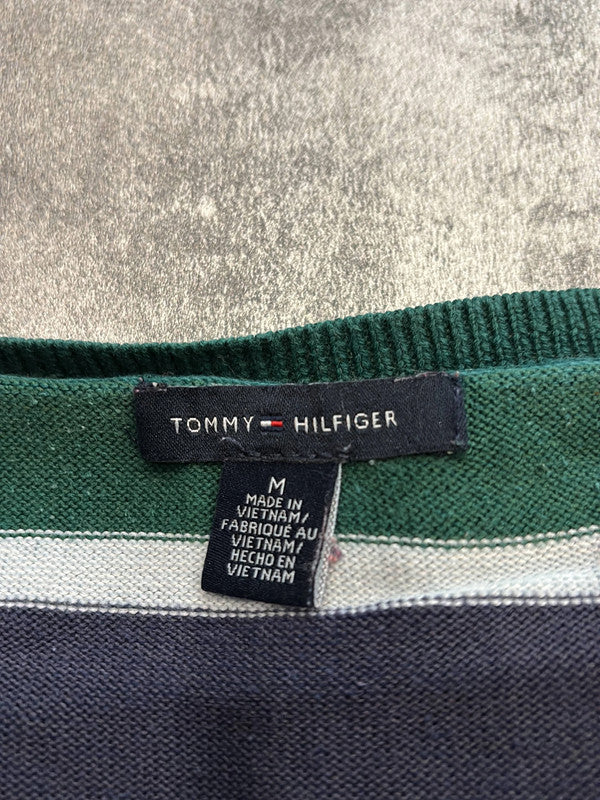 TOMMY HILFIGER
M
MADE IN
VIETNAM/
FABRIQUÉ AU
VIETNAM/
HECHO EN
VIETNAM